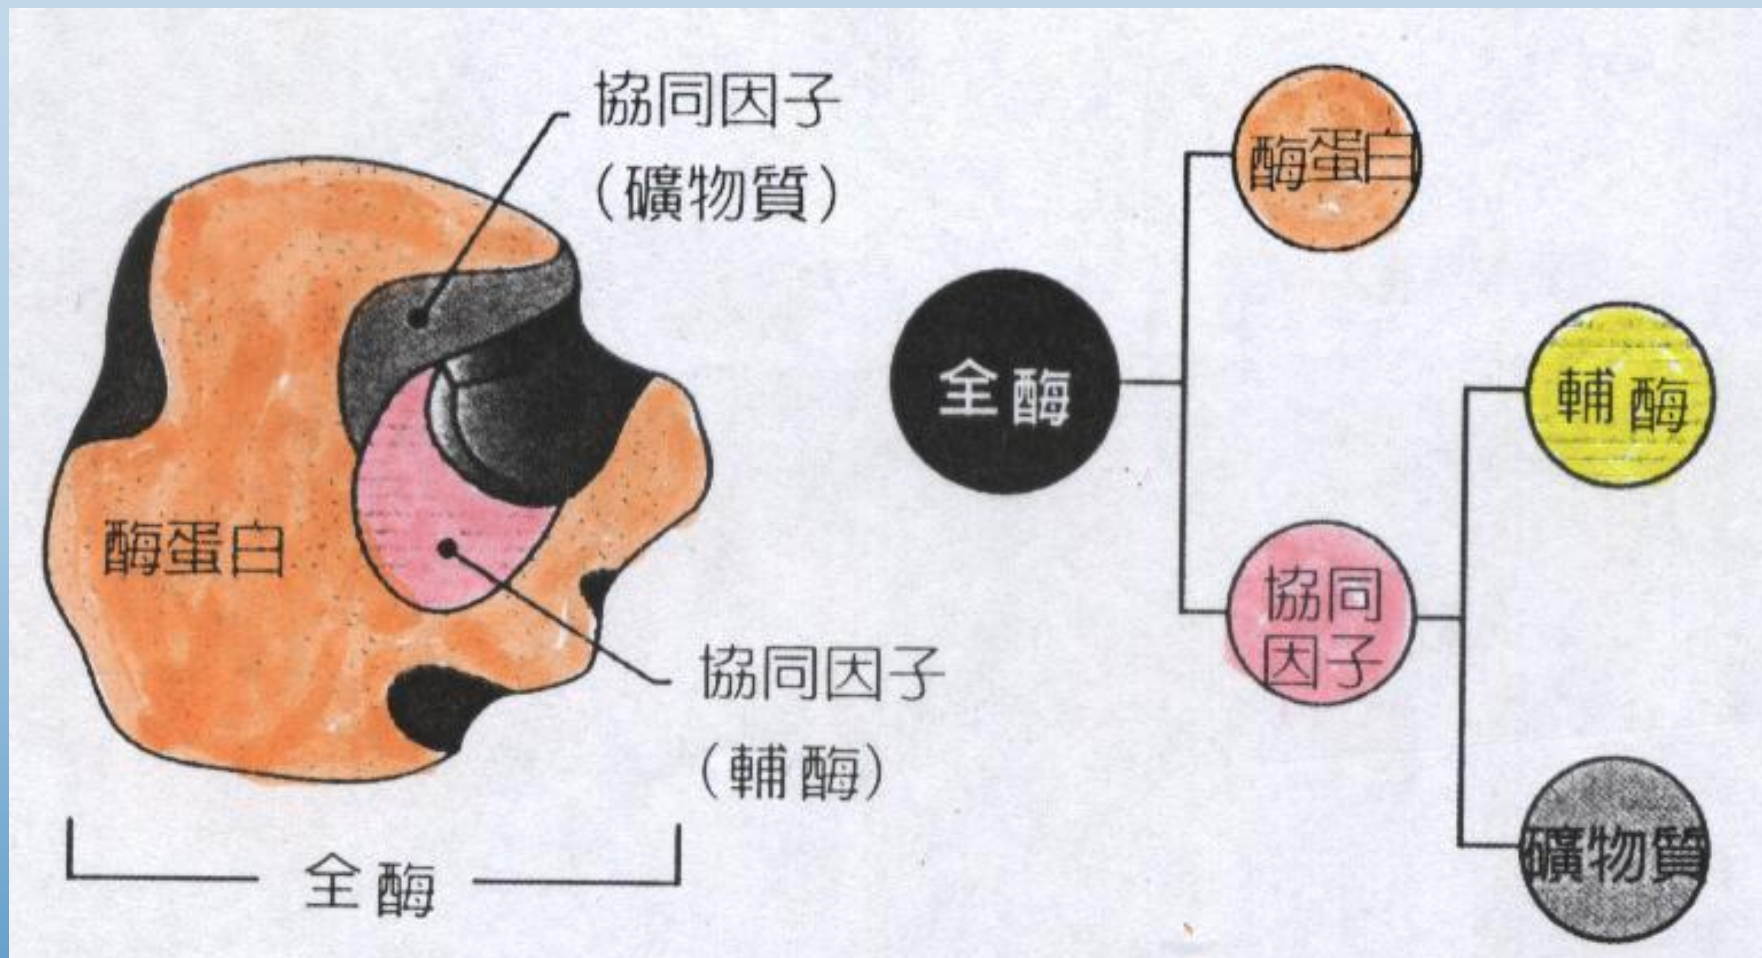 協同因子
（礦物質）
酶蛋白
協同因子
（輔酶）
全酶
酶蛋白
全酶
輔酶
協同
因子
礦物質